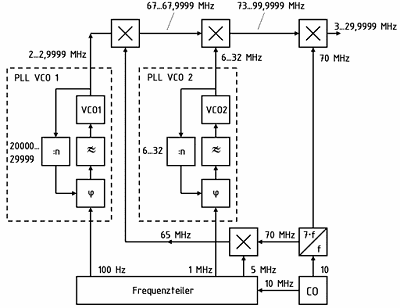 67...67,9999 MHz
73...99,9999 MHz
3...29,9999 MHz
2...2,9999 MHz
6...32 MHz
70 MHz
PLL VCO 1
PLL VCO 2
VCO1
VCO2
20000...
29999
:n
≈
6...32
:n
≈
φ
φ
65 MHz
70 MHz
7·f
f
100 Hz
1 MHz
5 MHz
10
Frequenzteiler
10 MHz
CO